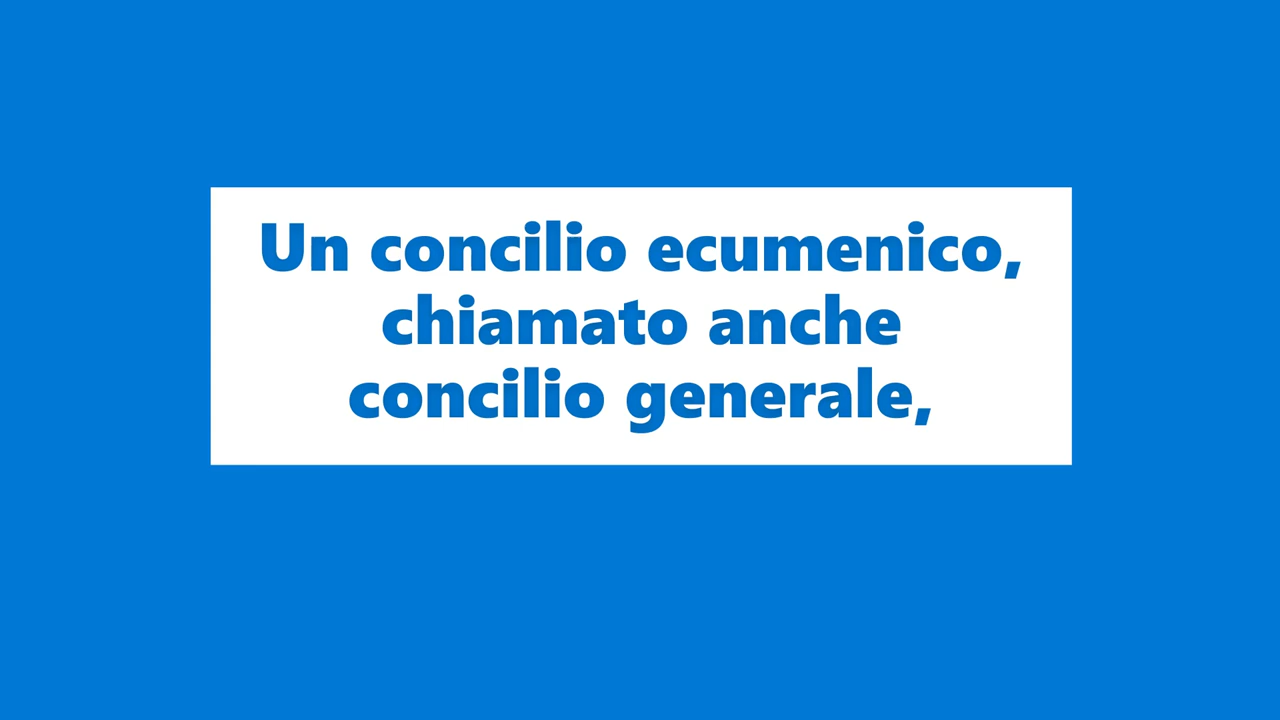 Un concilio ecumenico,
chiamato anche
concilio generale,